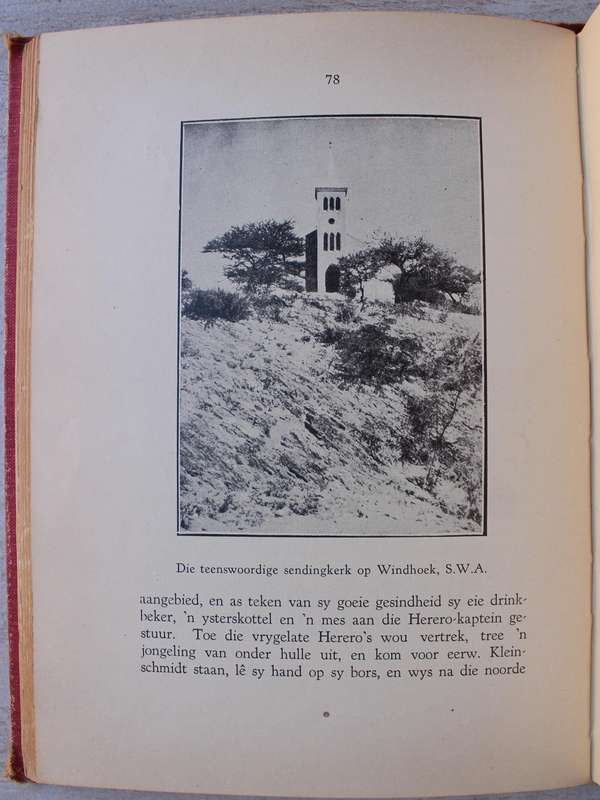 78
Die teenswoordige sendingkerk op Windhoek, S.W.A.
aangebied, en as teken van sy goeie gesindheid sy eie drink-
beker, 'n ysterskottel en 'n mes aan die Herero-kaptein ge-
stuur. Toe die vrygelate Herero's wou vertrek, tree 'n
jongeling van onder hulle uit, en kom voor eerw. Klein-
schmidt staan, lê sy hand op sy bors, en wys na die noorde